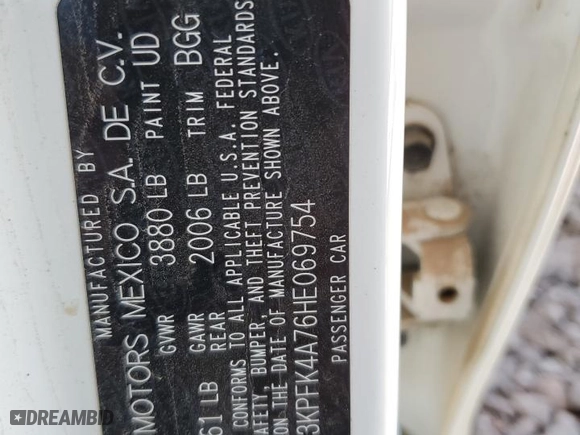 MANUFACTURED BY
MOTORS MEXICO S.A. DE C.V.
GVWR 3880 LB PAINT UD
61 LB GAWR REAR 2006 LB TRIM BGG
CONFORMS TO ALL APPLICABLE U.S.A. FEDERAL
SAFETY, BUMPER, AND THEFT PREVENTION STANDARDS
ON THE DATE OF MANUFACTURE SHOWN ABOVE.
3KPFK4A76HE069754
PASSENGER CAR
DREAMBID